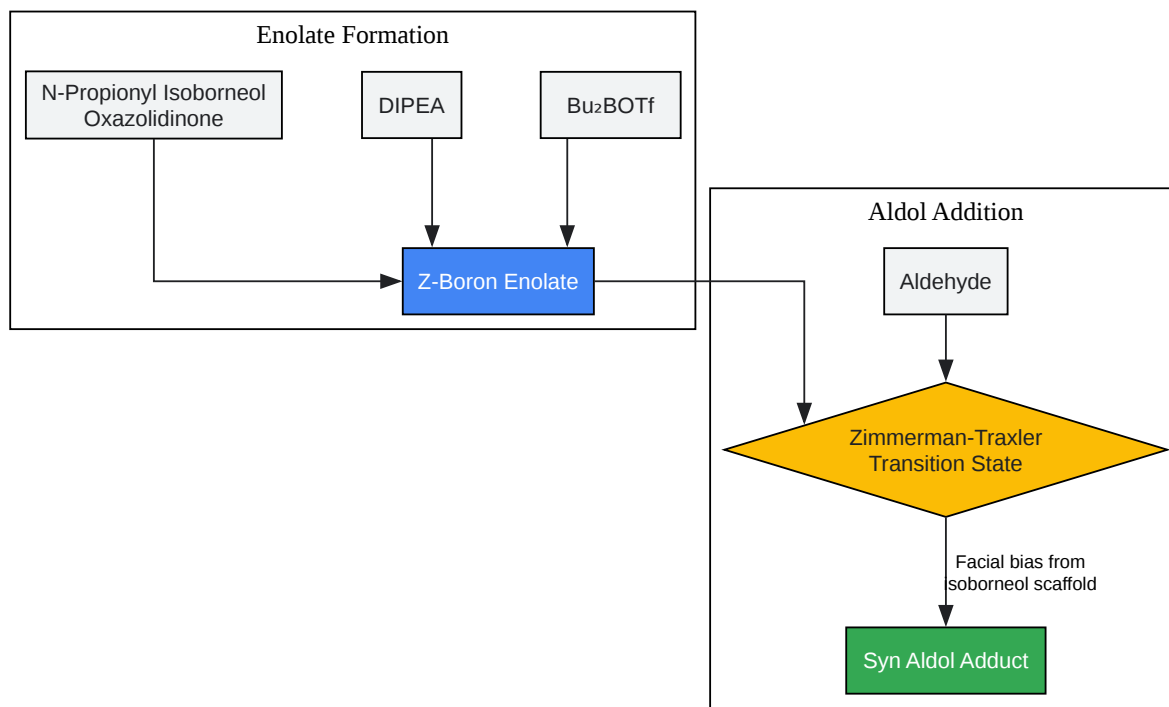 Enolate Formation
N-Propionyl Isoborneol
Oxazolidinone
DIPEA
Bu₂BOTf
Z-Boron Enolate
Aldol Addition
Aldehyde
Zimmerman-Traxler
Transition State
Facial bias from
isoborneol scaffold
Syn Aldol Adduct